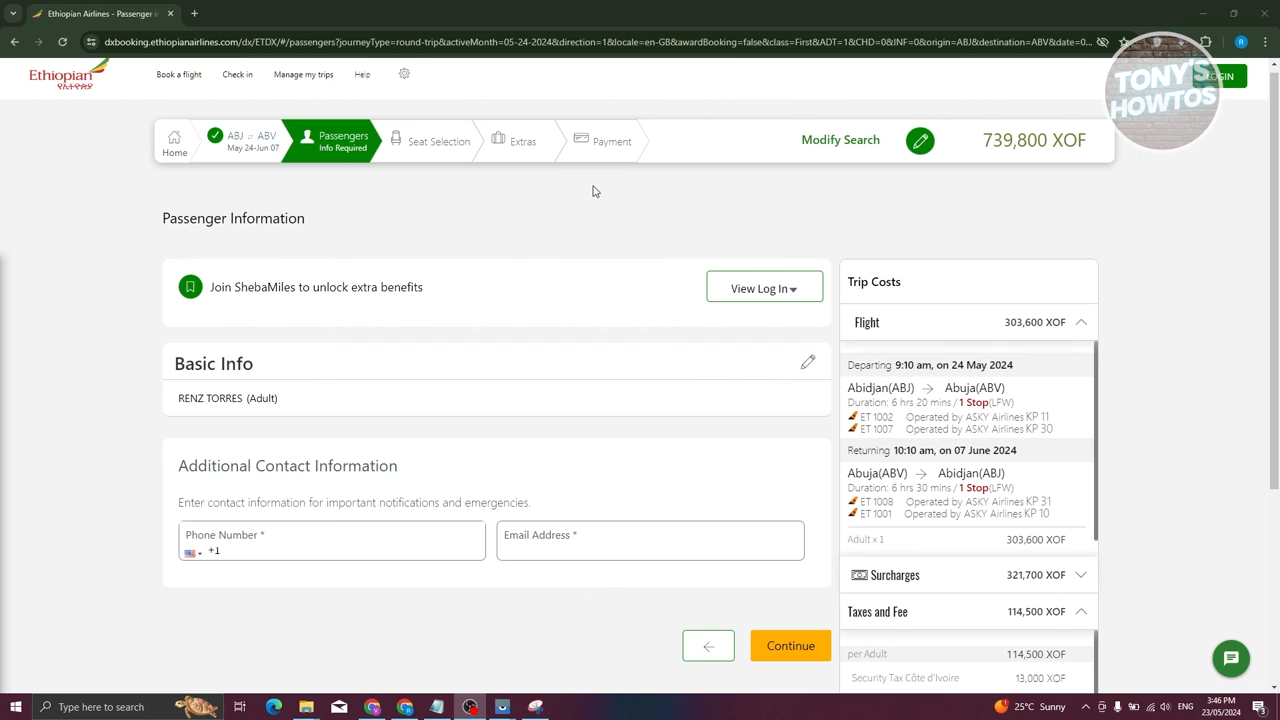 Ethiopian Airlines - Home
dxbooking.ethiopianairlines.com/dx/ETDX/#/passengers?journeyType=round-trip&activeMonth=05-24-2024&direction=1&locale=en-GB&awardBooking=false&class=First&ADT=1&CHD=0&INF=0&origin=ABJ&destination=ABV&date=0...
R
Ethiopian
የኢትዮጵያ
Book a flight
Check in
Manage my trips
Help
LOGIN
TONY'S
HOWTOS
Home
ABJ ⇌ ABV
May 24-Jun 07
Passengers
Info Required
Seat Selection
Extras
Payment
Modify Search
739,800 XOF
Passenger Information
Join ShebaMiles to unlock extra benefits
View Log In
Basic Info
RENZ TORRES (Adult)
Additional Contact Information
Enter contact information for important notifications and emergencies.
Phone Number *
+1
Email Address *
Continue
Trip Costs
Flight 303,600 XOF
Departing 9:10 am, on 24 May 2024
Abidjan(ABJ) → Abuja(ABV)
Duration: 6 hrs 20 mins / 1 Stop(LFW)
ET 1002 Operated by ASKY Airlines KP 11
ET 1007 Operated by ASKY Airlines KP 30
Returning 10:10 am, on 07 June 2024
Abuja(ABV) → Abidjan(ABJ)
Duration: 6 hrs 30 mins / 1 Stop(LFW)
ET 1008 Operated by ASKY Airlines KP 31
ET 1001 Operated by ASKY Airlines KP 10
Adult x 1 303,600 XOF
Surcharges 321,700 XOF
Taxes and Fee 114,500 XOF
per Adult 114,500 XOF
Security Tax Côte d'Ivoire 13,000 XOF
Type here to search
25°C Sunny
ENG
3:46 PM
23/05/2024